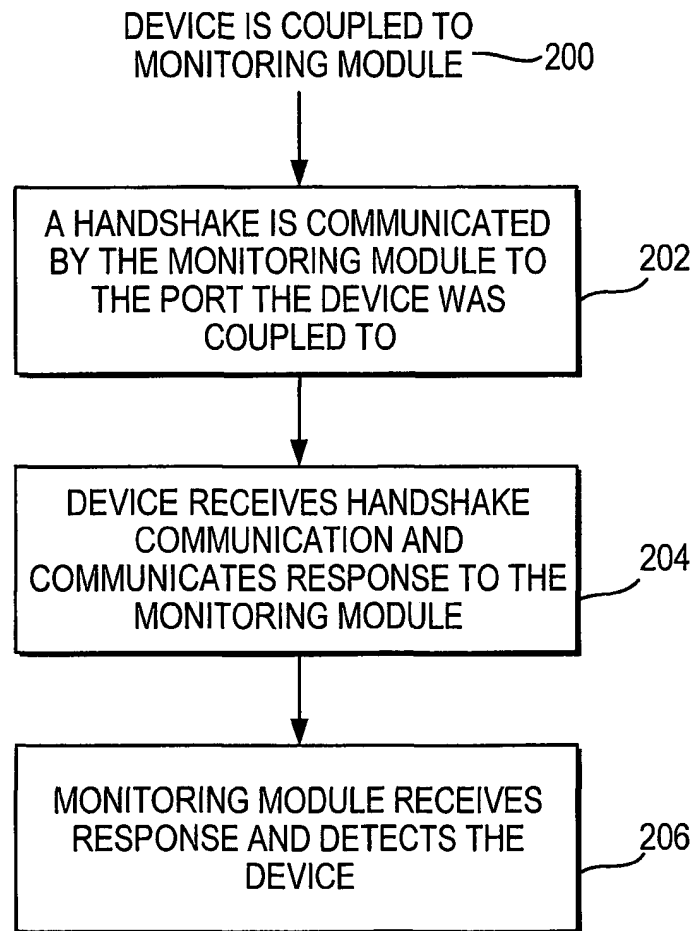 DEVICE IS COUPLED TO
MONITORING MODULE 200
A HANDSHAKE IS COMMUNICATED
BY THE MONITORING MODULE TO
THE PORT THE DEVICE WAS
COUPLED TO
202
DEVICE RECEIVES HANDSHAKE
COMMUNICATION AND
COMMUNICATES RESPONSE TO THE
MONITORING MODULE
204
MONITORING MODULE RECEIVES
RESPONSE AND DETECTS THE
DEVICE
206